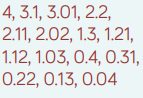 4, 3.1, 3.01, 2.2,
2.11, 2.02, 1.3, 1.21,
1.12, 1.03, 0.4, 0.31,
0.22, 0.13, 0.04